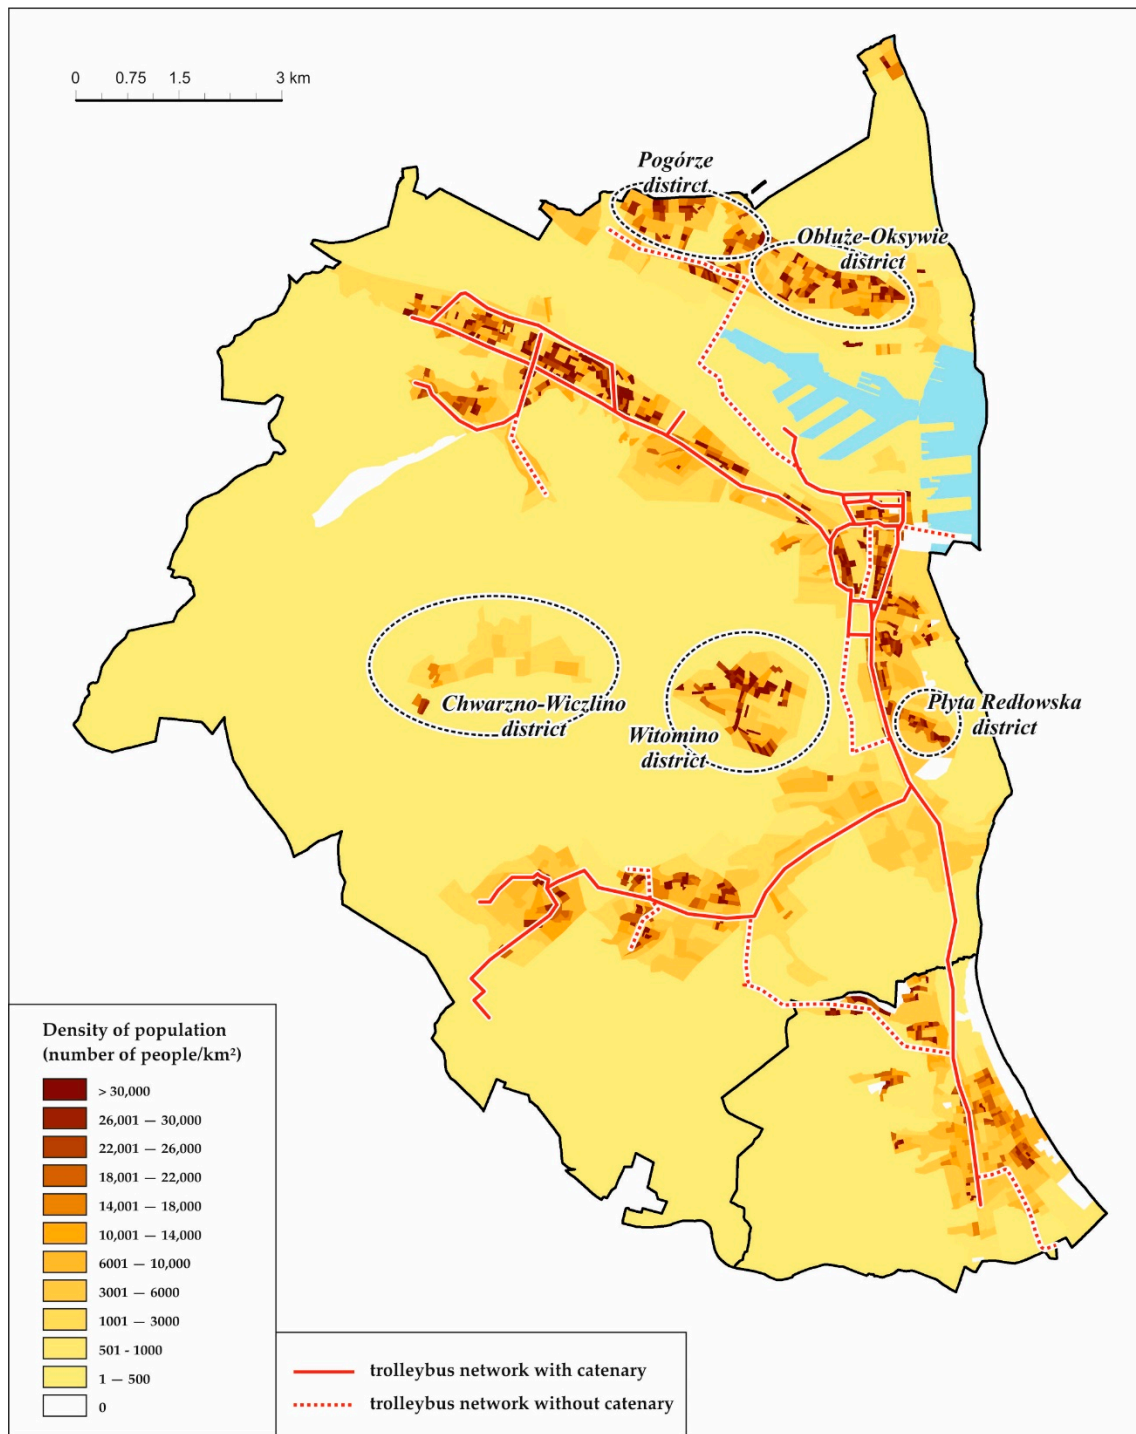 0 0.75 1.5 3 km
Pogórze
distirct
Obłuże-Oksywie
district
Chwarzno-Wiczlino
district
Witomino
district
Płyta Redłowska
district
Density of population
(number of people/km²)
> 30,000
26,001 — 30,000
22,001 — 26,000
18,001 — 22,000
14,001 — 18,000
10,001 — 14,000
6001 — 10,000
3001 — 6000
1001 — 3000
501 - 1000
1 — 500
0
trolleybus network with catenary
trolleybus network without catenary